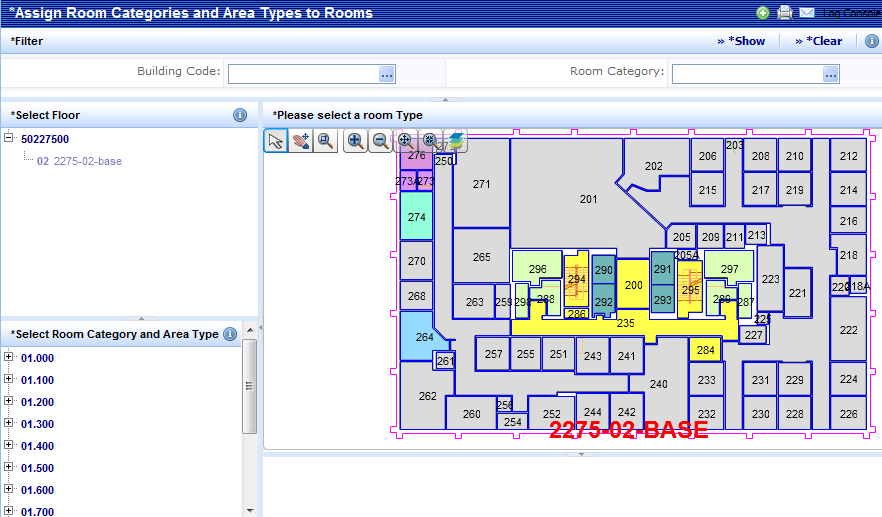 *Assign Room Categories and Area Types to Rooms
Log Console
*Filter
» *Show
» *Clear
Building Code:
...
Room Category:
...
*Select Floor
*Please select a room Type
50227500
02 2275-02-base
*Select Room Category and Area Type
01.000
01.100
01.200
01.300
01.400
01.500
01.600
01.700
276 250 271 201 202 206 203 208 210 212
273A 273 215 217 219 214
274 205 209 211 213 216
270 265 296 294 290 200 291 205A 295 297 223 218
268 263 259 298 288 286 292 293 289 287 221 220 218A
264 235 225 227 222
261 257 255 251 243 241 284
262 240 233 231 229 224
260 256 254 252 244 242 232 230 228 226
2275-02-BASE